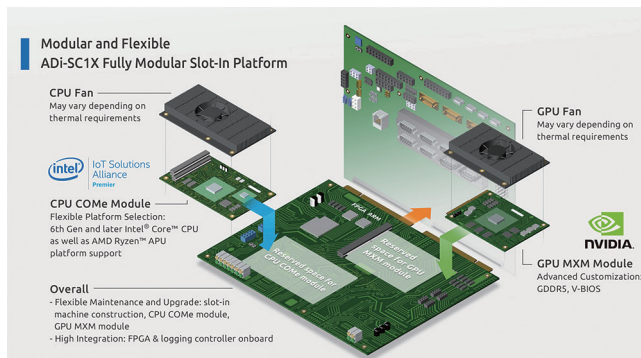 Modular and Flexible
ADi-SC1X Fully Modular Slot-In Platform
CPU Fan
May vary depending on
thermal requirements
intel®
IoT Solutions
Alliance
Premier
CPU COMe Module
Flexible Platform Selection:
6th Gen and later Intel® Core™ CPU
as well as AMD Ryzen™ APU
platform support
Overall
- Flexible Maintenance and Upgrade: slot-in
machine construction, CPU COMe module,
GPU MXM module
- High Integration: FPGA & logging controller onboard
FPGA ARM
Reserved space for
CPU COMe module
Reserved
space for GPU
MXM module
GPU Fan
May vary depending on
thermal requirements
NVIDIA.
GPU MXM Module
Advanced Customization:
GDDR5, V-BIOS